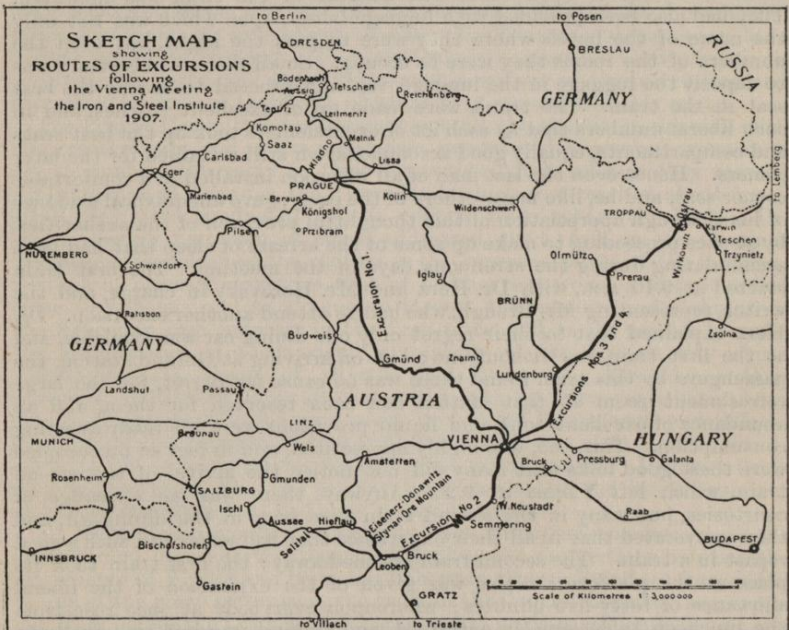 SKETCH MAP
showing
ROUTES OF EXCURSIONS
following
the Vienna Meeting
of
the Iron and Steel Institute
1907.
to Berlin
to Posen
DRESDEN
BRESLAU
RUSSIA
Bodenbach
Aussig
Tetschen
Reichenberg
GERMANY
Teplitz
Leitmeritz
Komotau
Melnik
Saaz
Kladno
Carlsbad
Lissa
to Lemberg
Eger
PRAGUE
Marienbad
Beraun
Kolin
Königshof
Wildenschwert
TROPPAU
Oderau
Karwin
Pilsen
Przibram
Teschen
Witkowitz
Trzynietz
NUREMBERG
Olmütz
Schwandorf
Iglau
Prerau
Excursion No. 1.
BRÜNN
Ratisbon
Zsolna
GERMANY
Budweis
Gmünd
Znaim
Lundenburg
Excursions Nos 3 and 4.
Landshut
Passau
AUSTRIA
MUNICH
Braunau
LINZ
VIENNA
HUNGARY
Wels
Amstetten
Bruck
Pressburg
Galanta
Rosenheim
Gmunden
SALZBURG
Eisenerz Donawitz
Styrian Ore Mountain
W. Neustadt
Ischl
Aussee
Hieflau
Excursion No 2
Raab
Semmering
Bischofshofen
Selztal
BUDAPEST
INNSBRUCK
Leoben
Bruck
Gastein
GRATZ
Scale of Kilometres 1:3,000000
to Villach
to Trieste